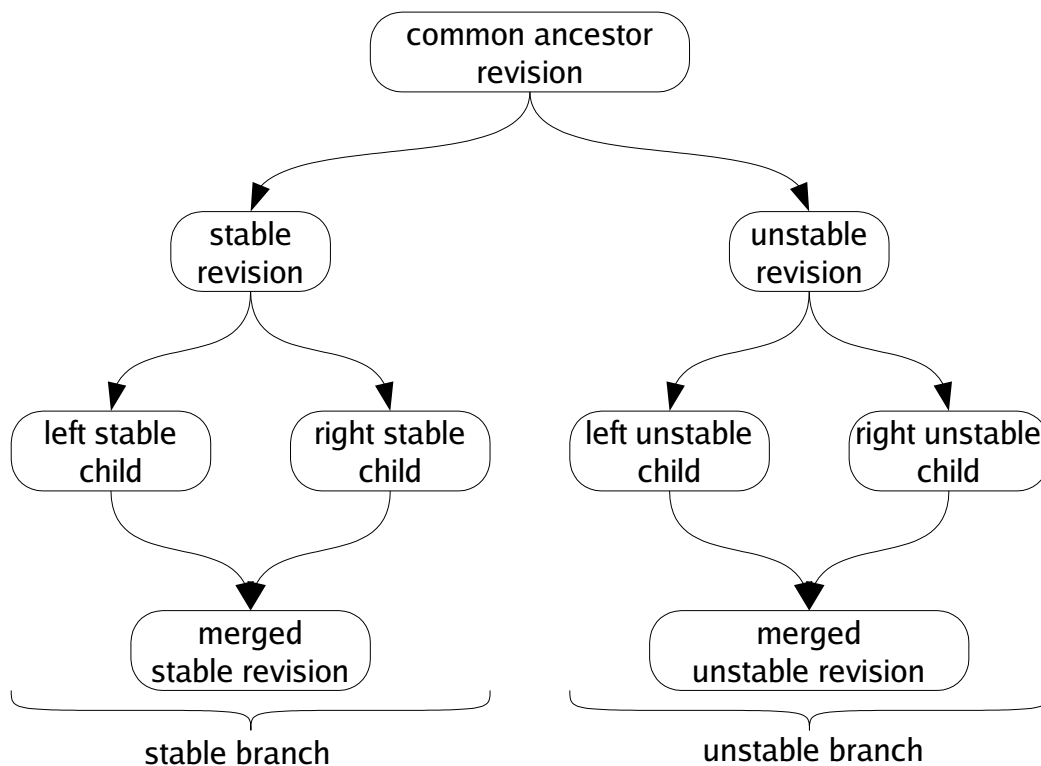 common ancestor
revision
stable
revision
unstable
revision
left stable
child
right stable
child
left unstable
child
right unstable
child
merged
stable revision
merged
unstable revision
stable branch
unstable branch